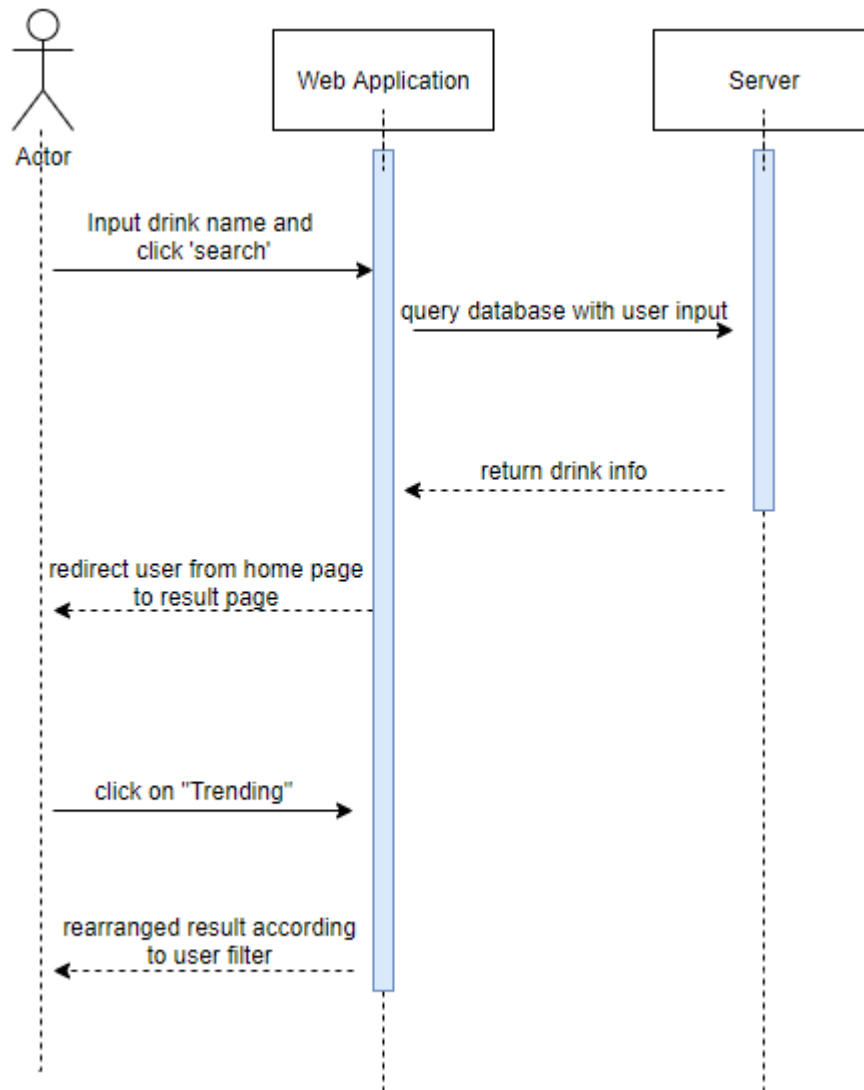 Web Application
Server
Actor
Input drink name and
click 'search'
query database with user input
return drink info
redirect user from home page
to result page
click on "Trending"
rearranged result according
to user filter